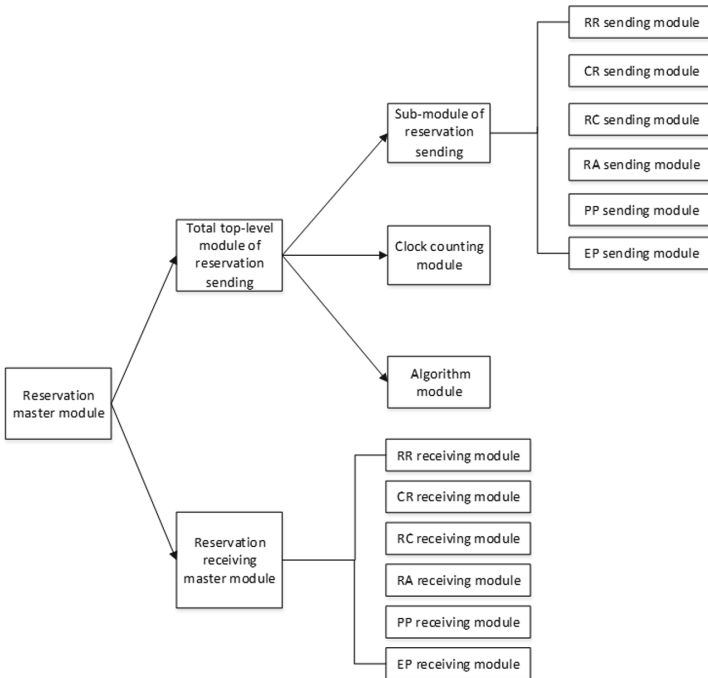 Reservation
master module
Total top-level
module of
reservation
sending
Sub-module of
reservation
sending
RR sending module
CR sending module
RC sending module
RA sending module
PP sending module
EP sending module
Clock counting
module
Algorithm
module
Reservation
receiving
master module
RR receiving module
CR receiving module
RC receiving module
RA receiving module
PP receiving module
EP receiving module